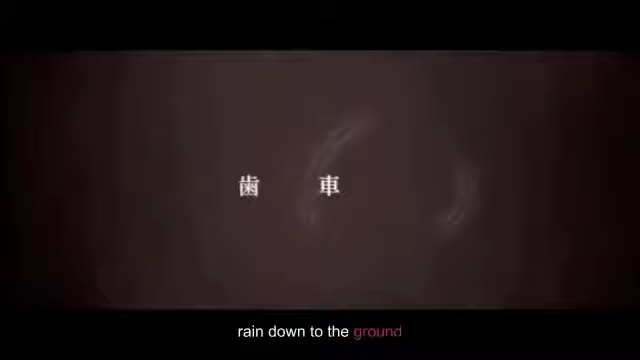 歯 車
rain down to the ground